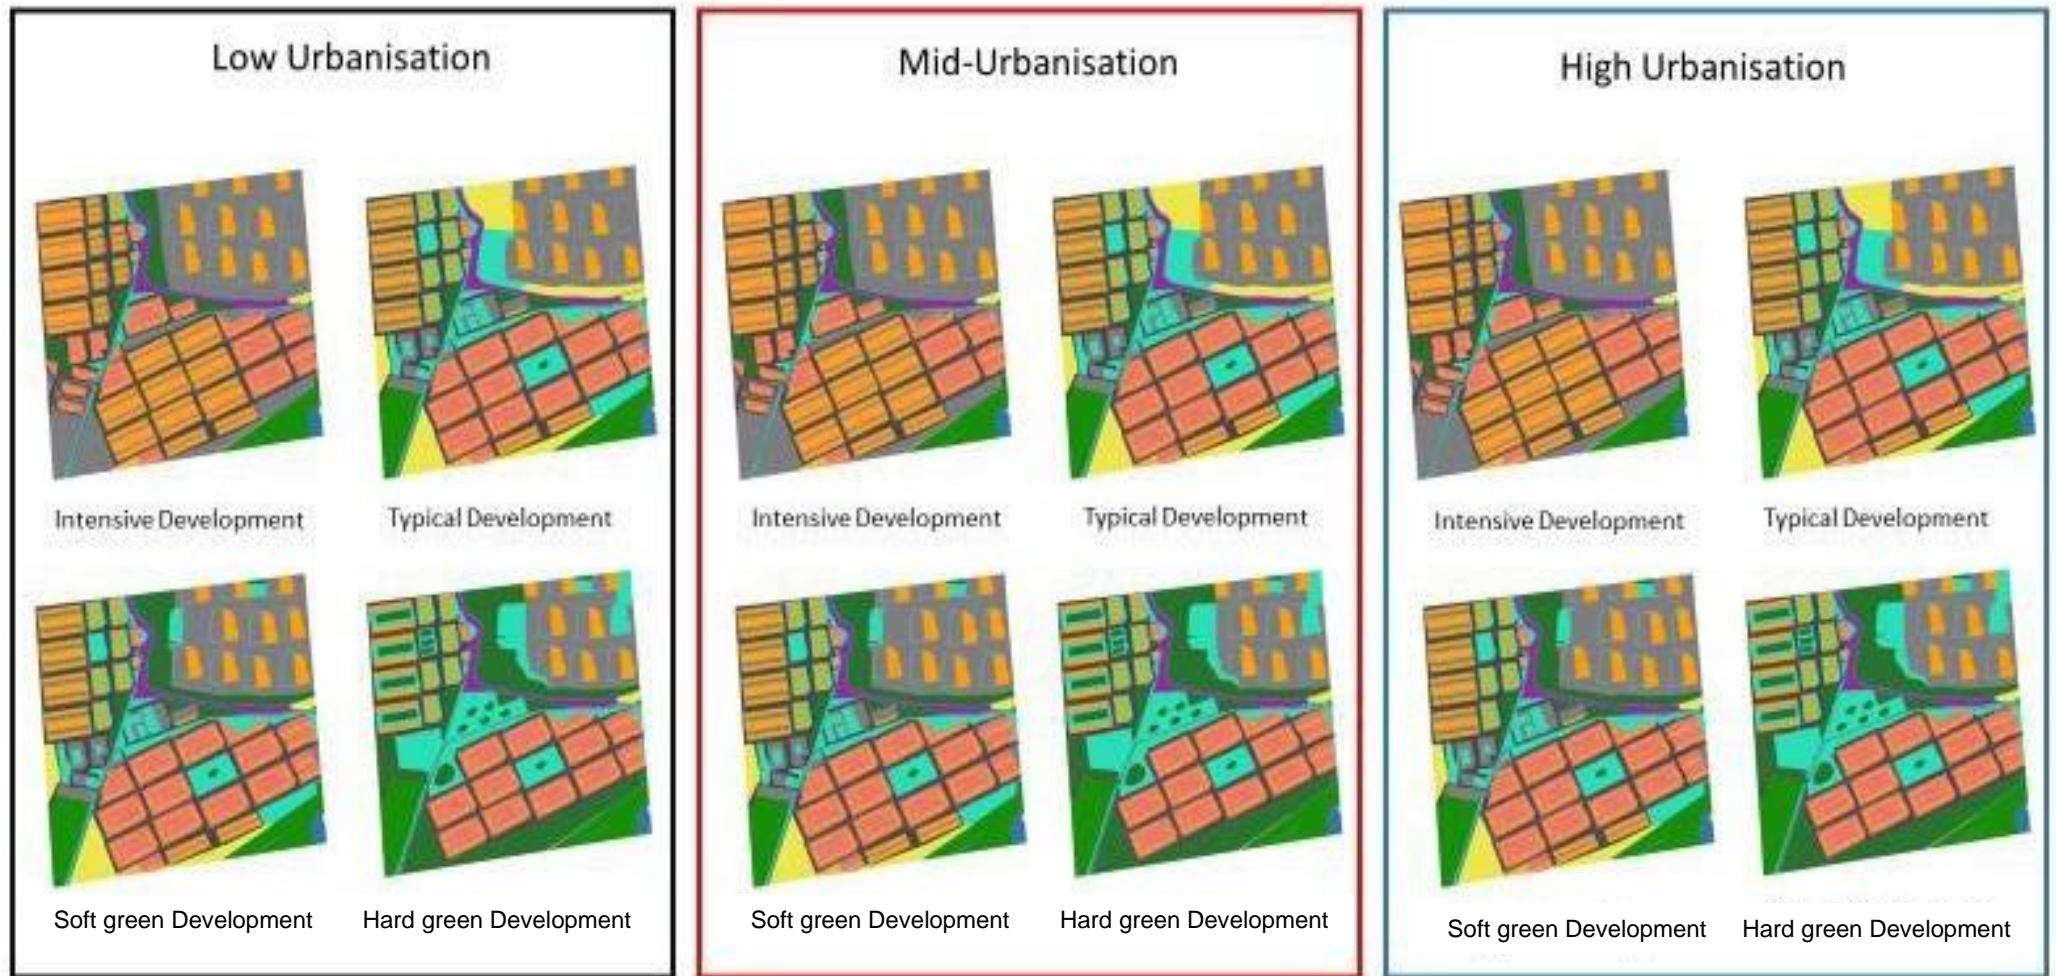 Low Urbanisation
Intensive Development
Typical Development
Soft green Development
Hard green Development
Mid-Urbanisation
Intensive Development
Typical Development
Soft green Development
Hard green Development
High Urbanisation
Intensive Development
Typical Development
Soft green Development
Hard green Development